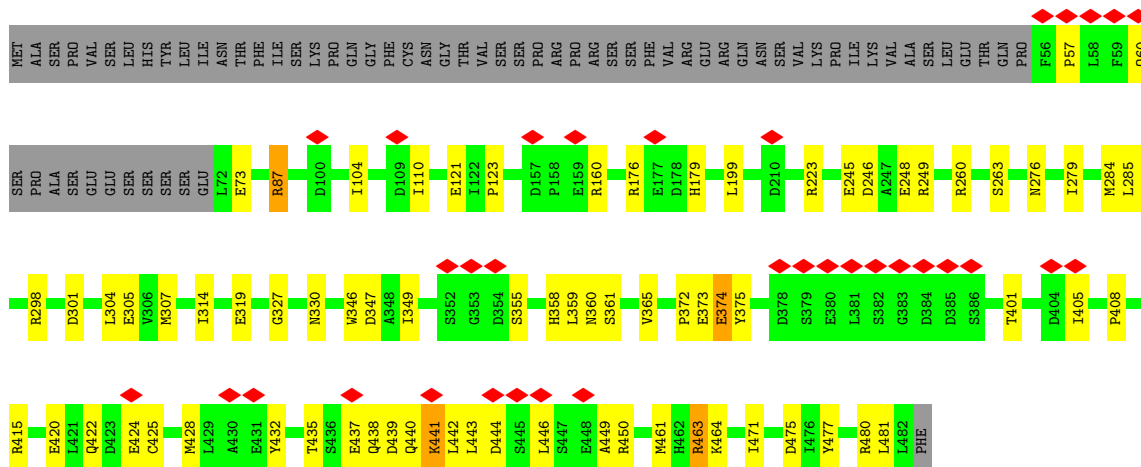 MET ALA SER PRO VAL SER LEU HIS TYR LEU ILE ASN THR PHE ILE SER LYS PRO GLN GLY PHE CYS ASN GLY THR VAL SER SER PRO ARG PRO ARG SER SER PHE VAL ARG GLU ARG GLN ASN SER VAL LYS PRO ILE LYS VAL ALA SER LEU GLU THR GLN PRO F56 P57 L58 F59
SER PRO ALA SER GLU GLU SER SER SER SER GLU L72 E73 R87 D100 I104 D109 I110 E121 I122 P123 D157 P158 E159 R160 R176 E177 D178 H179 L199 D210 R223 E245 D246 A247 E248 R249 R260 S263 N276 I279 M284 L285
R298 D301 L304 E305 V306 M307 I314 E319 G327 N330 W346 D347 A348 I349 S352 G353 D354 S355 H358 L359 N360 S361 V365 P372 E373 E374 Y375 D378 S379 E380 L381 S382 G383 D384 D385 S386 T401 D404 I405 P408
R415 E420 L421 Q422 D423 E424 C425 M428 L429 A430 E431 Y432 T435 S436 E437 Q438 D439 Q440 K441 L442 L443 D444 S445 L446 S447 E448 A449 R450 M461 H462 R463 K464 I471 D475 I476 Y477 R480 L481 L482 PHE